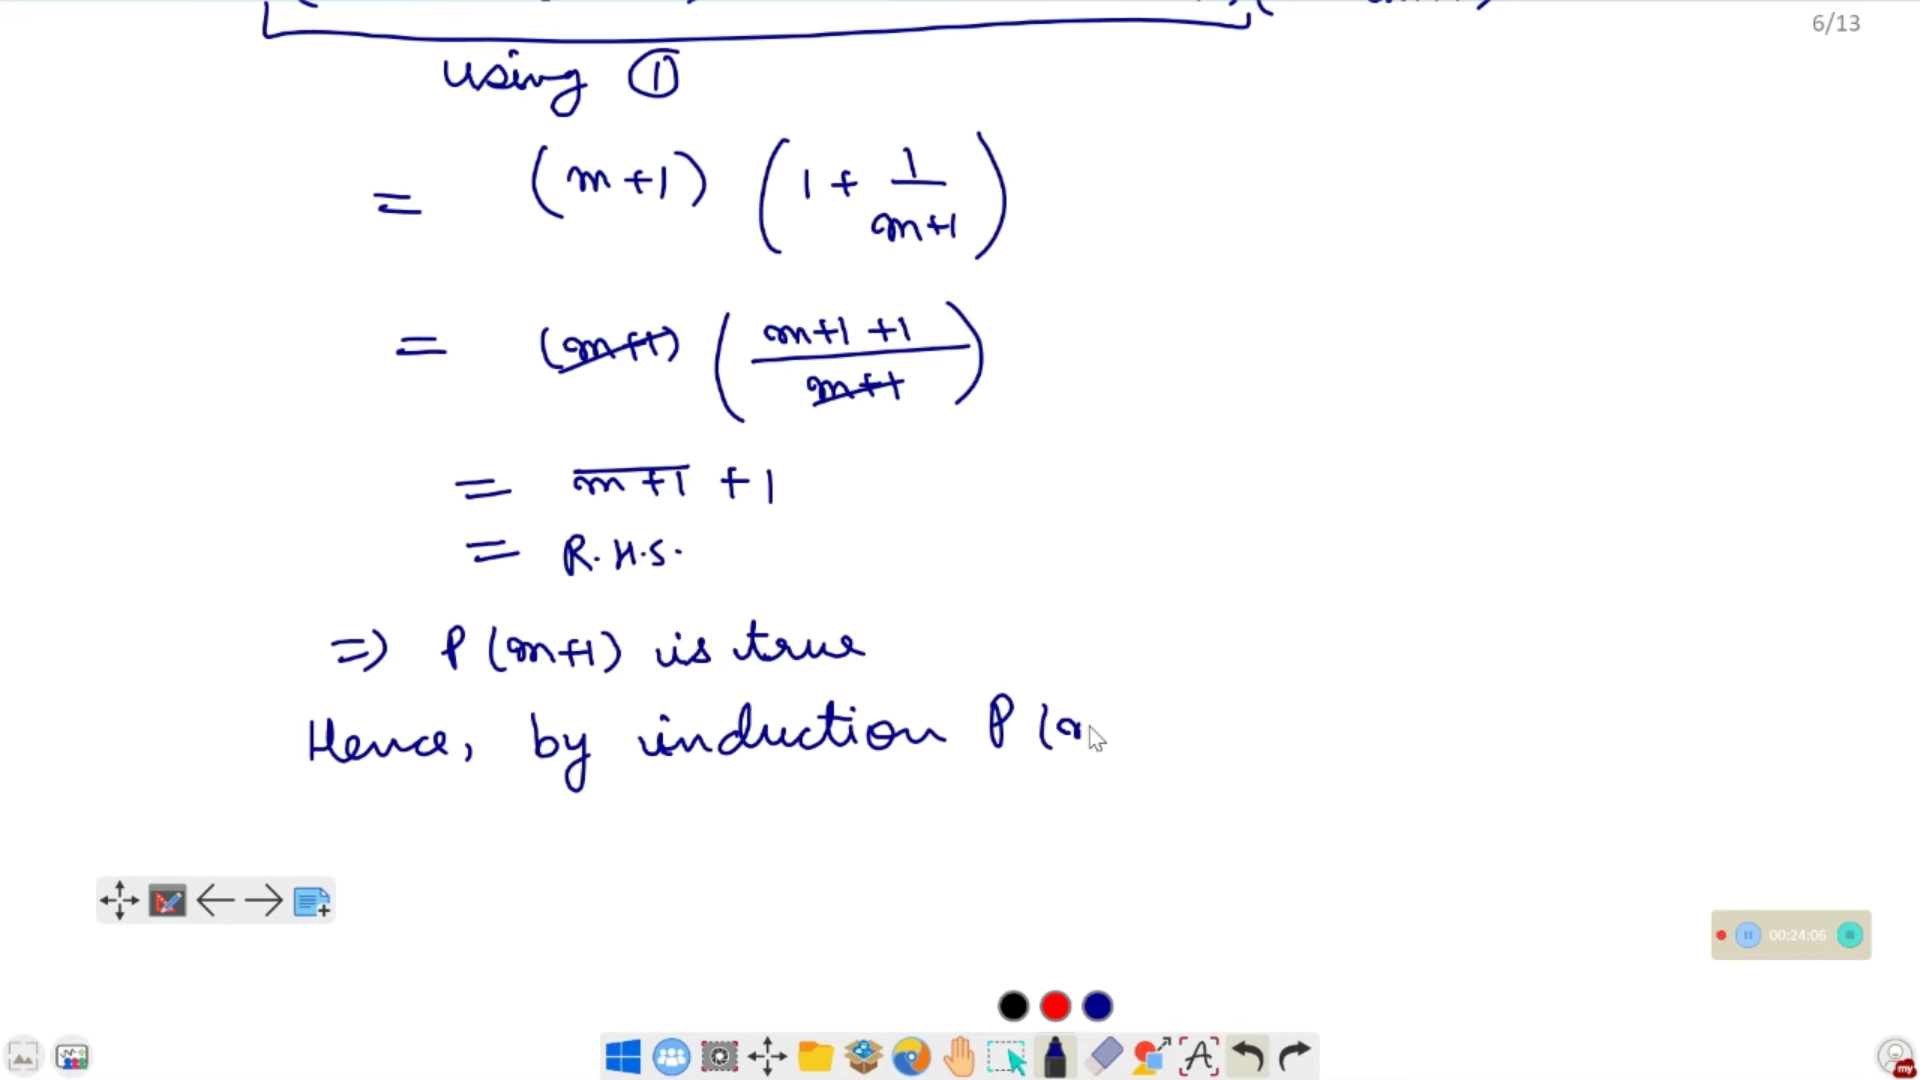 6/13
using ①
= (m+1) (1 + 1/(m+1))
= (m+1) ((m+1+1)/(m+1))
= m+1 + 1
= R.H.S.
=> P(m+1) is true
Hence, by induction P(n
00:24:06
my